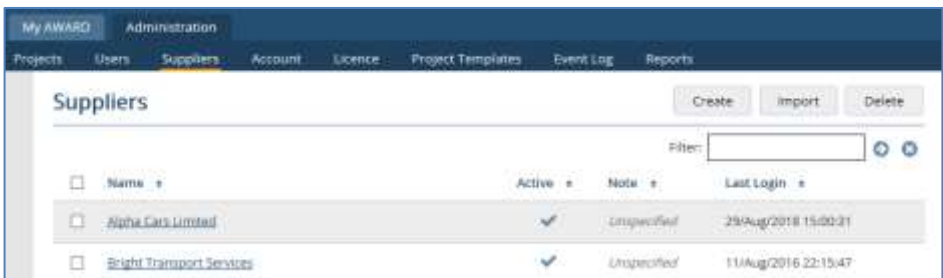 My AWARD Administration
Projects Users Suppliers Account Licence Project Templates Event Log Reports
Suppliers Create Import Delete
Filter:
Name Active Note Last Login
Alpha Cars Limited Unspecified 29/Aug/2018 15:00:31
Bright Transport Services Unspecified 11/Aug/2016 22:15:47